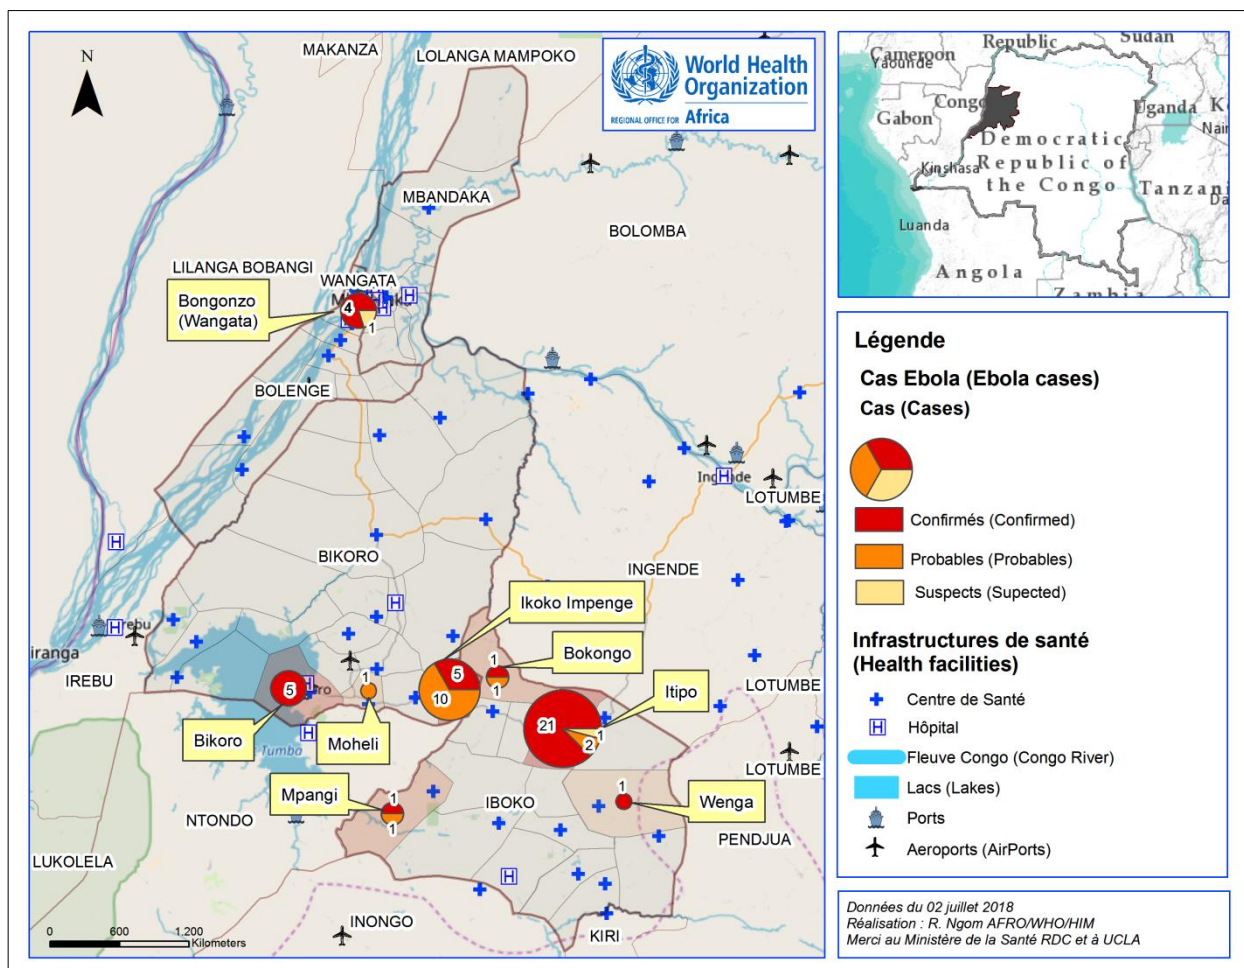 MAKANZA
LOLANGA MAMPOKO
N
World Health
Organization
REGIONAL OFFICE FOR Africa
MBANDAKA
BOLOMBA
LILANGA BOBANGI
WANGATA
Bongonzo
(Wangata)
4
1
BOLENGE
Ingende
LOTUMBE
BIKORO
INGENDE
Ikoko Impenge
Bokongo
Itipo
iranga
IREBU
5
1
5
10
1
1
21
1
2
LOTUMBE
Bikoro
Moheli
Tumba
Mpangi
1
1
IBOKO
1
Wenga
LOTUMBE
NTONDO
PENDJUA
LUKOLELA
INONGO
KIRI
0 600 1.200
Kilometers
Cameroon
Yaounde
Republic
Sudan
Congo
Gabon
Uganda
Democratic
Republic of
the Congo
Kinshasa
Tanzani
Luanda
Angola
Zambia
Légende
Cas Ebola (Ebola cases)
Cas (Cases)
Confirmés (Confirmed)
Probables (Probables)
Suspects (Supected)
Infrastructures de santé
(Health facilities)
Centre de Santé
H Hôpital
Fleuve Congo (Congo River)
Lacs (Lakes)
Ports
Aeroports (AirPorts)
Données du 02 juillet 2018
Réalisation : R. Ngom AFRO/WHO/HIM
Merci au Ministère de la Santé RDC et à UCLA